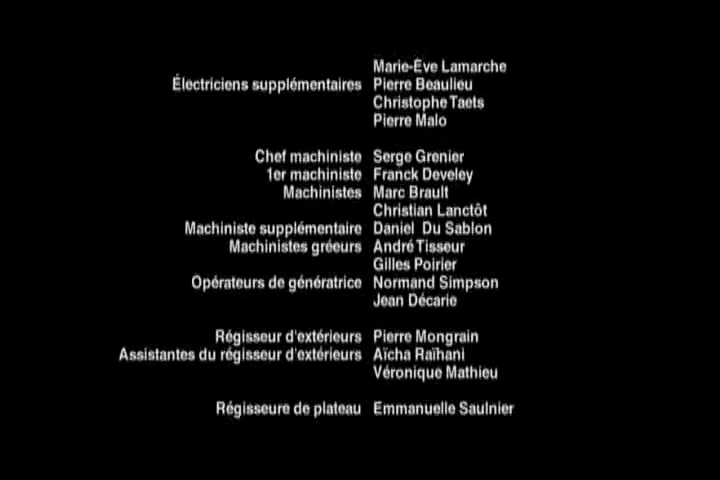 Marie-Ève Lamarche
Électriciens supplémentaires Pierre Beaulieu
Christophe Taets
Pierre Malo
Chef machiniste Serge Grenier
1er machiniste Franck Develey
Machinistes Marc Brault
Christian Lanctôt
Machiniste supplémentaire Daniel Du Sablon
Machinistes gréeurs André Tisseur
Gilles Poirier
Opérateurs de génératrice Normand Simpson
Jean Décarie
Régisseur d'extérieurs Pierre Mongrain
Assistantes du régisseur d'extérieurs Aïcha Raïhani
Véronique Mathieu
Régisseure de plateau Emmanuelle Saulnier